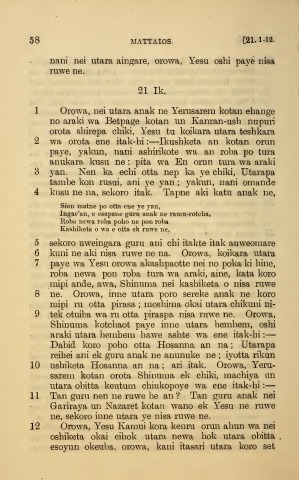 58 MATTAIOS. [21. 1-12.
nani nei utara aingare, orowa, Yesu oshi paye nisa
ruwe ne.
21 Ik.
1 Orowa, nei utara anak ne Yerusarem kotan ehange
no araki wa Betpage kotan un Kanran-ush nupuri
orota shirepa chiki, Yesu tu koikara utara teshkara
2 wa orota ene itak-hi:—Ikushketa an kotan orun
paye, yakun, nani ashirikote wa an roba po tura
anukara kusu ne: pita wa En orun tura wa araki
3 yan. Nen ka echi otta nep ka ye chiki, Utarapa
tambe kon rusui, ani ye yan; yakun, nani omande
4 kusu ne na, sekoro itak. Tapne aki katu anak ne,
Sion matne po otta ene ye yan,
Ingar'an, e esapane guru anak ne ramu-rotcha,
Roba newa roba po ne pon roba
Kashiketa o wa e otta ek ruwe ne,
5 sekoro uweingara guru ani chi itakte itak auweomare
6 kuni ne aki nisa ruwe ne na. Orowa, koikara utara
7 paye wa Yesu orowa akashpaotte nei no poka ki hine,
roba newa pon roba tura wa araki, aine, kata koro
mipi ande, awa, Shinuma nei kashiketa o nisa ruwe
8 ne. Orowa, inne utara poro sereke anak ne koro
mipi ru otta pirasa; moshima okai utara chikuni ni-
9 tek otuiba wa ru otta piraspa nisa ruwe ne. Orowa,
Shinuma kotchaot paye inne utara hembem, oshi
araki utara hembem hawe ashte wa ene itak-hi:—
Dabid koro poho otta Hosanna an na; Utarapa
reihei ani ek guru anak ne anunuke ne; iyotta rikun
10 ushiketa Hosanna an na; ari itak. Orowa, Yeru-
sarem kotan orota Shinuma ek chiki, machiya un
utara obitta keutum chiukopoye wa ene itak-hi:—
11 Tan guru nen ne ruwe he an? Tan guru anak nei
Gariraya un Nazaret kotan wano ek Yesu ne ruwe
ne, sekoro inne utara ye nisa ruwe ne.
12 Orowa, Yesu Kamui kora kenru orun ahun wa nei
oshiketa okai eihok utara newa hok utara obitta
esoyun okeuba, orowa, kani itasari utara koro set